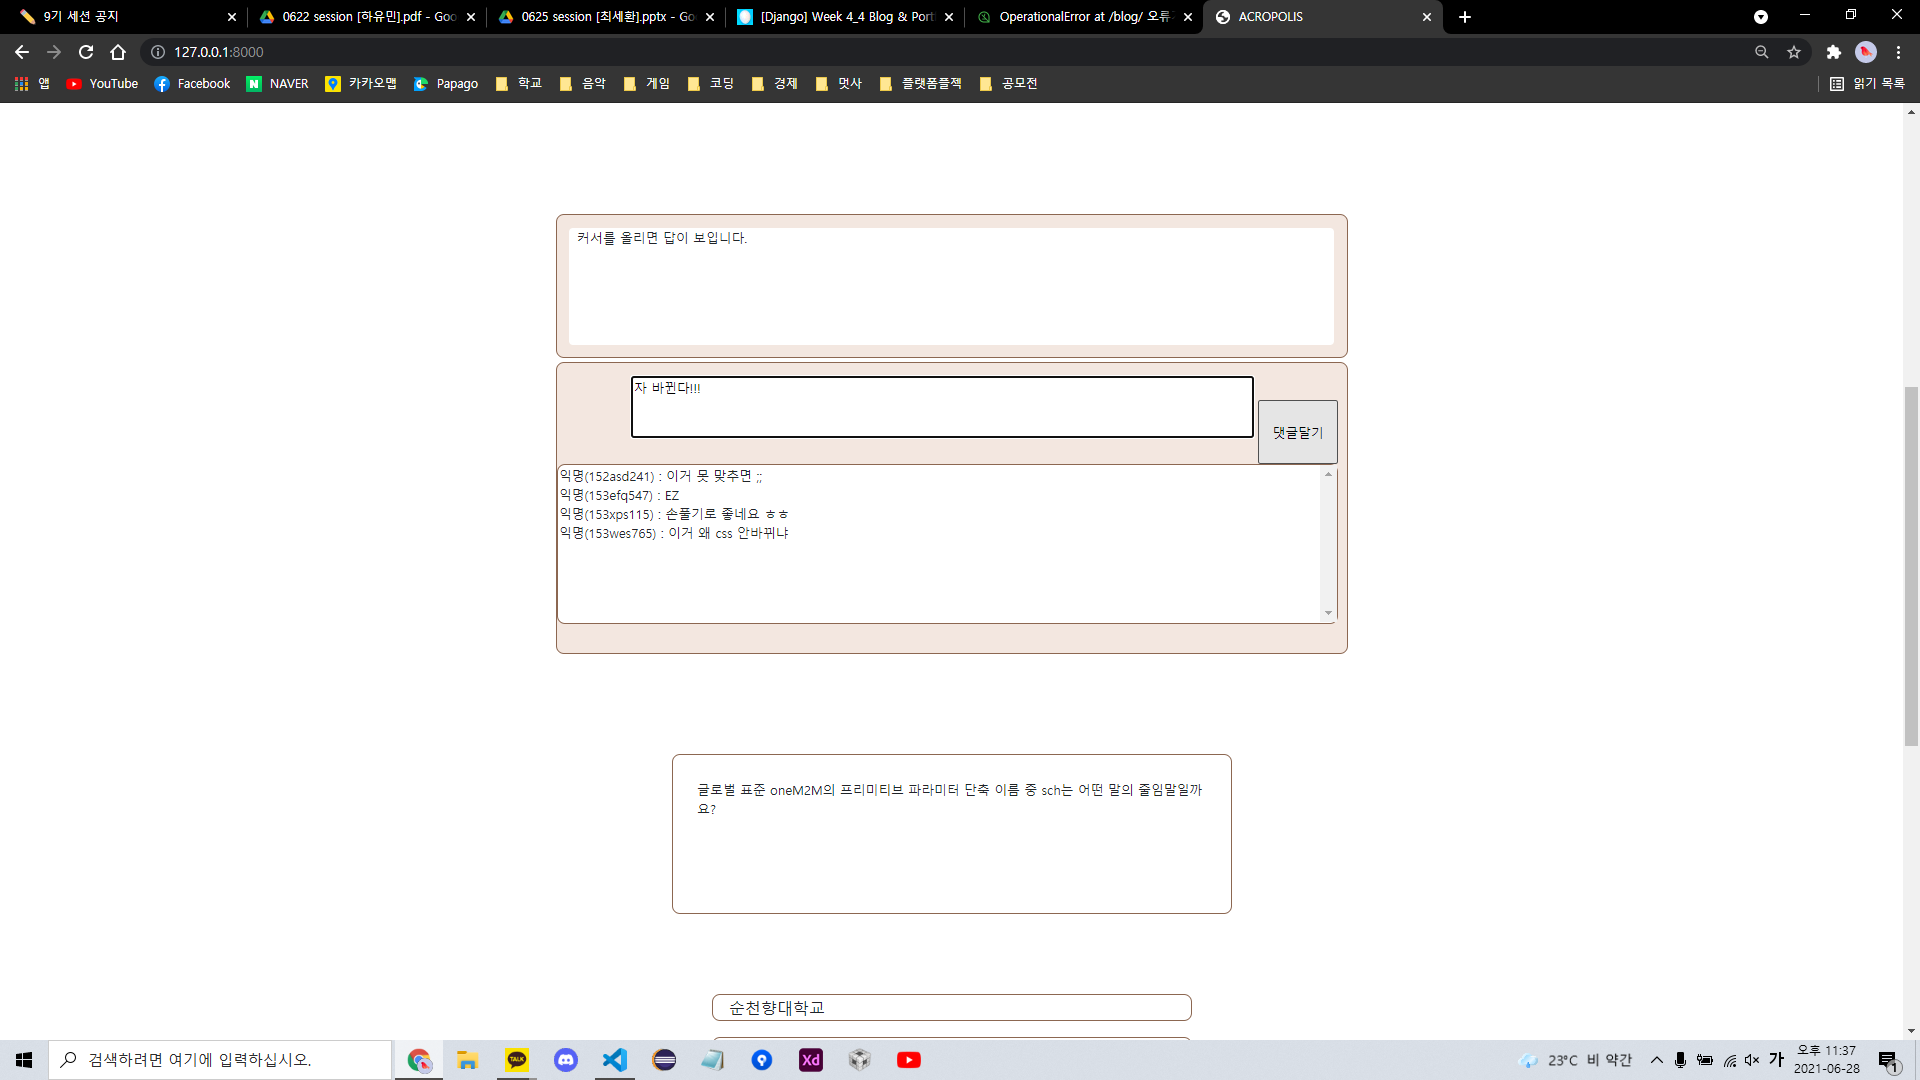 9기 세션 공지
0622 session [하유민].pdf - Goo
0625 session [최세환].pptx - Go
[Django] Week 4_4 Blog & Port
OperationalError at /blog/ 오류
ACROPOLIS
127.0.0.1:8000
앱 YouTube Facebook NAVER 카카오맵 Papago 학교 음악 게임 코딩 경제 멋사 플랫폼플젝 공모전 읽기 목록
커서를 올리면 답이 보입니다.
자 바뀐다!!!
댓글달기
익명(152asd241) : 이거 못 맞추면 ;;
익명(153efq547) : EZ
익명(153xps115) : 손풀기로 좋네요 ㅎㅎ
익명(153wes765) : 이거 왜 css 안바뀌냐
글로벌 표준 oneM2M의 프리미티브 파라미터 단축 이름 중 sch는 어떤 말의 줄임말일까
요?
순천향대학교
검색하려면 여기에 입력하십시오.
TALK
Xd
23°C 비 약간
가
오후 11:37
2021-06-28
1